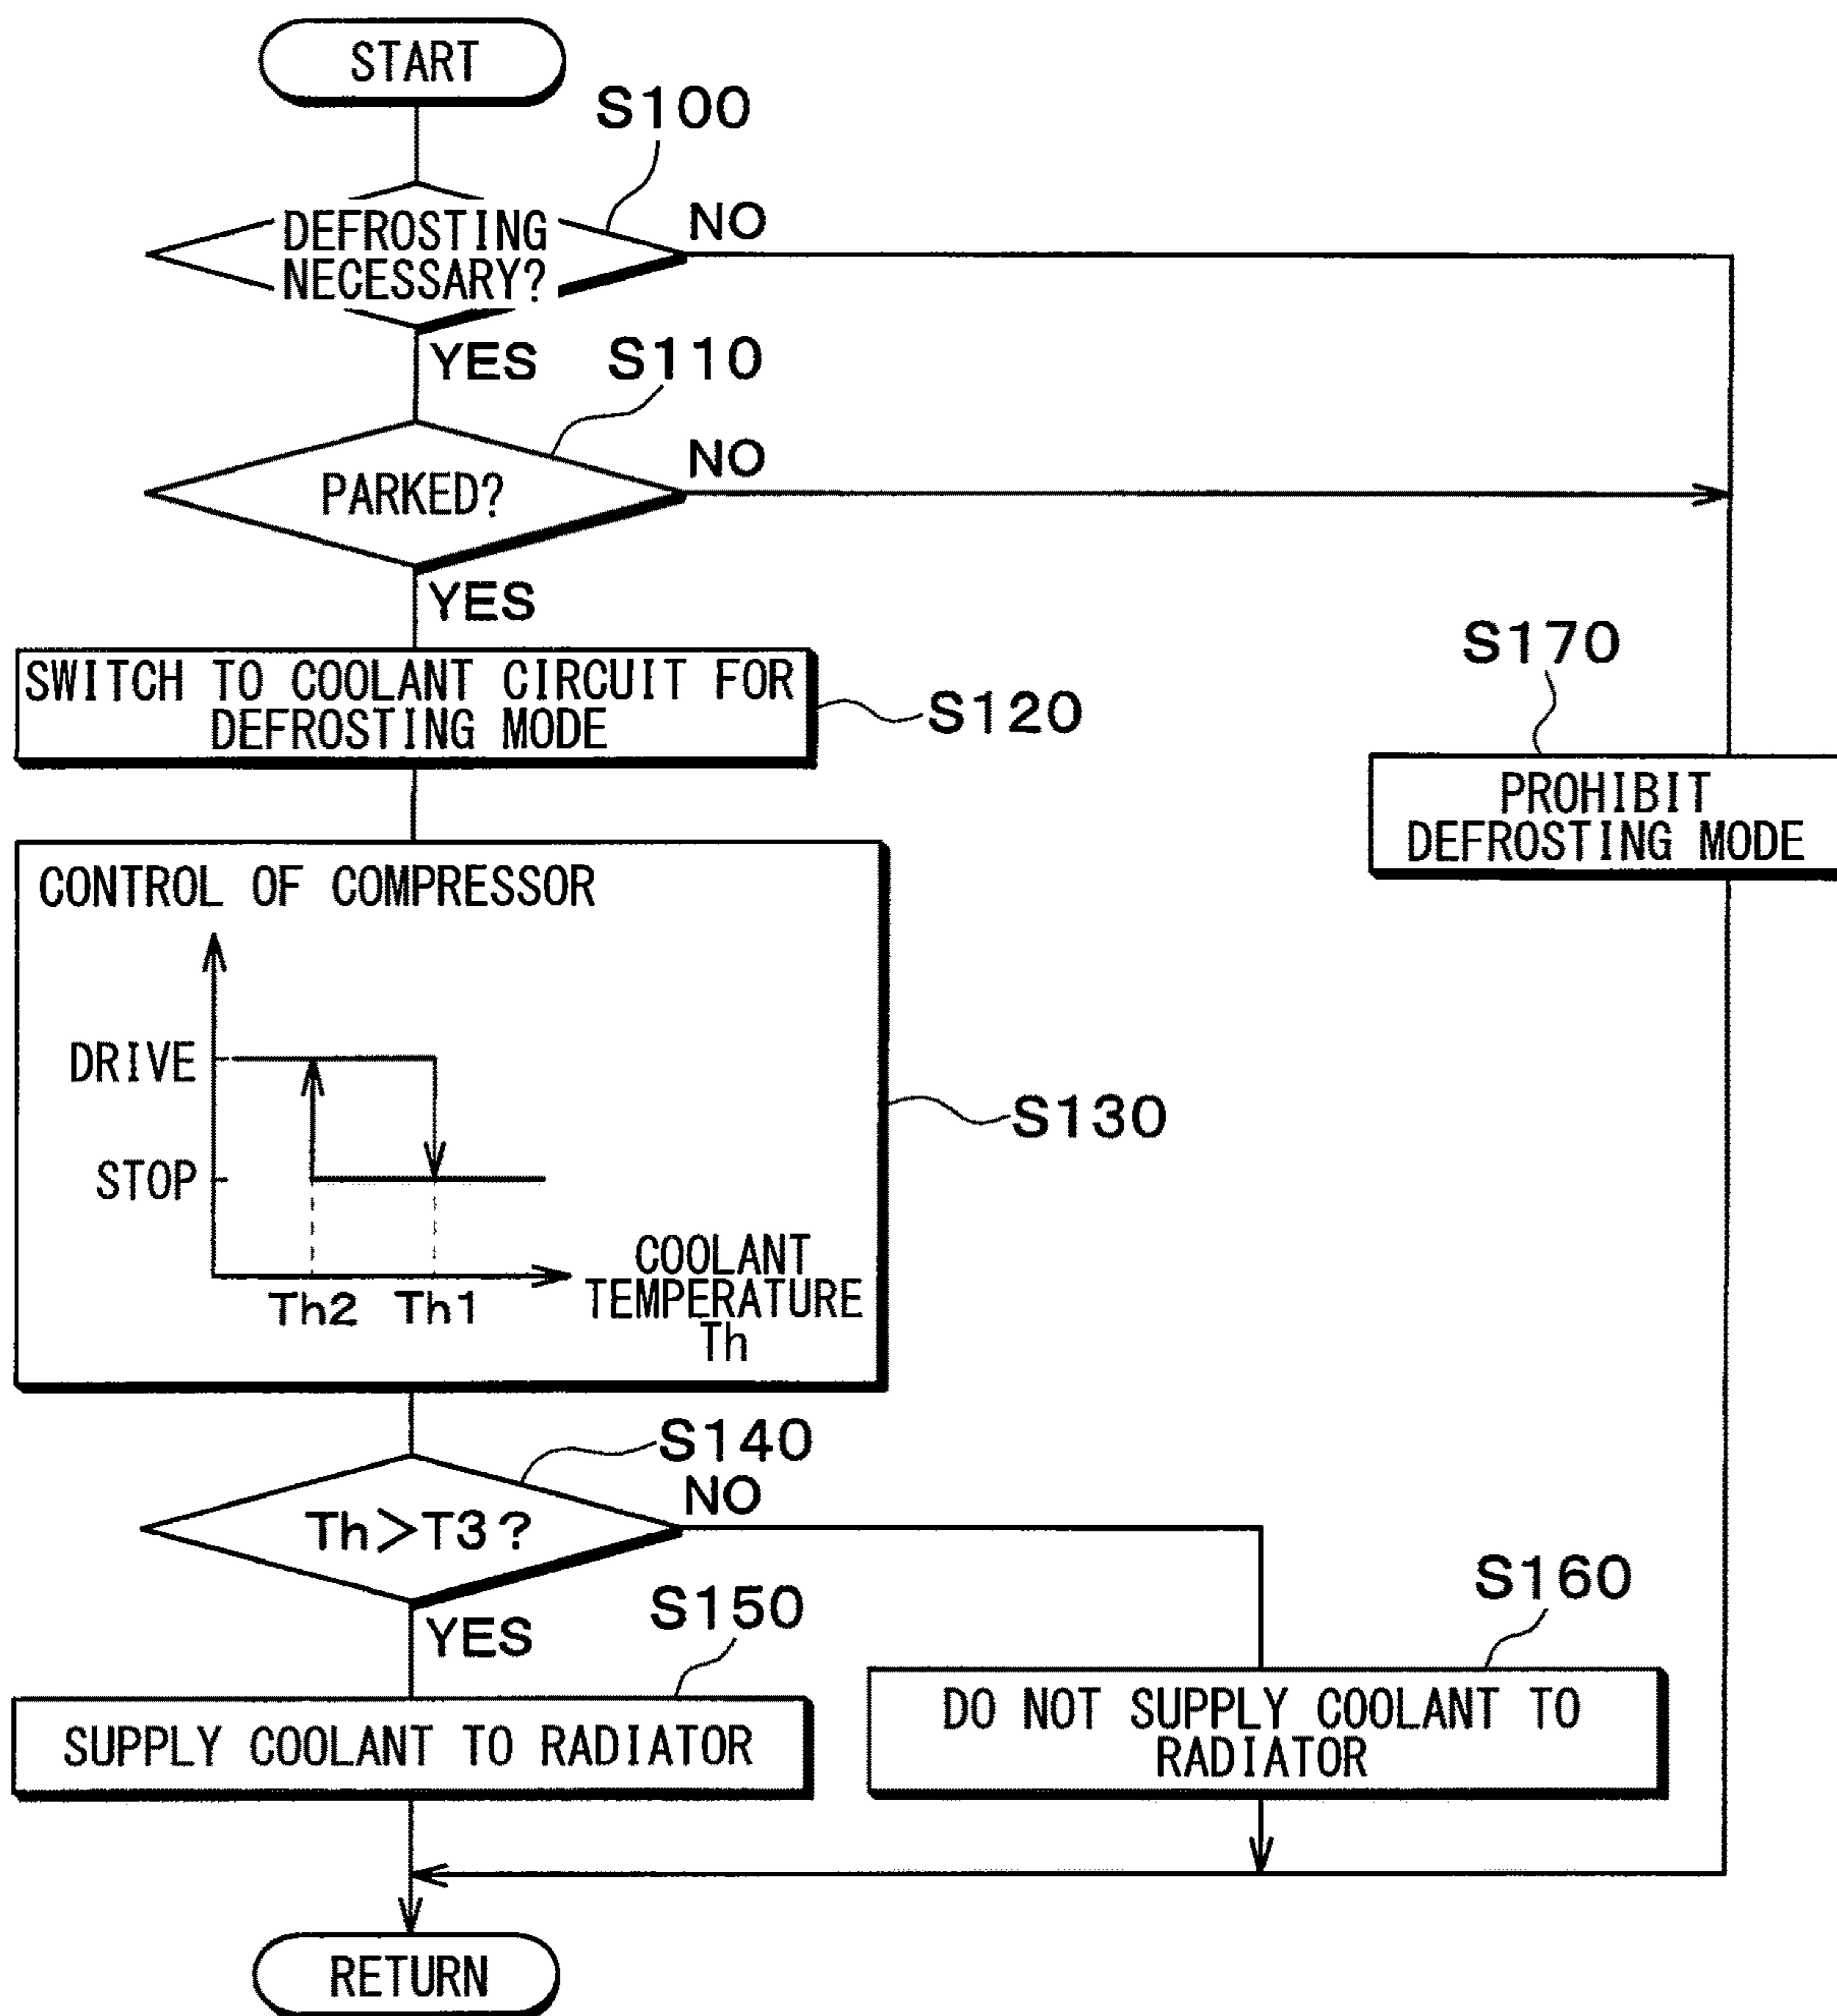 START
S100
DEFROSTING
NECESSARY?
NO
YES
S110
PARKED?
NO
YES
SWITCH TO COOLANT CIRCUIT FOR
DEFROSTING MODE
S120
S170
PROHIBIT
DEFROSTING MODE
CONTROL OF COMPRESSOR
DRIVE
STOP
Th2
Th1
COOLANT
TEMPERATURE
Th
S130
S140
Th>T3?
NO
YES
S150
SUPPLY COOLANT TO RADIATOR
S160
DO NOT SUPPLY COOLANT TO
RADIATOR
RETURN